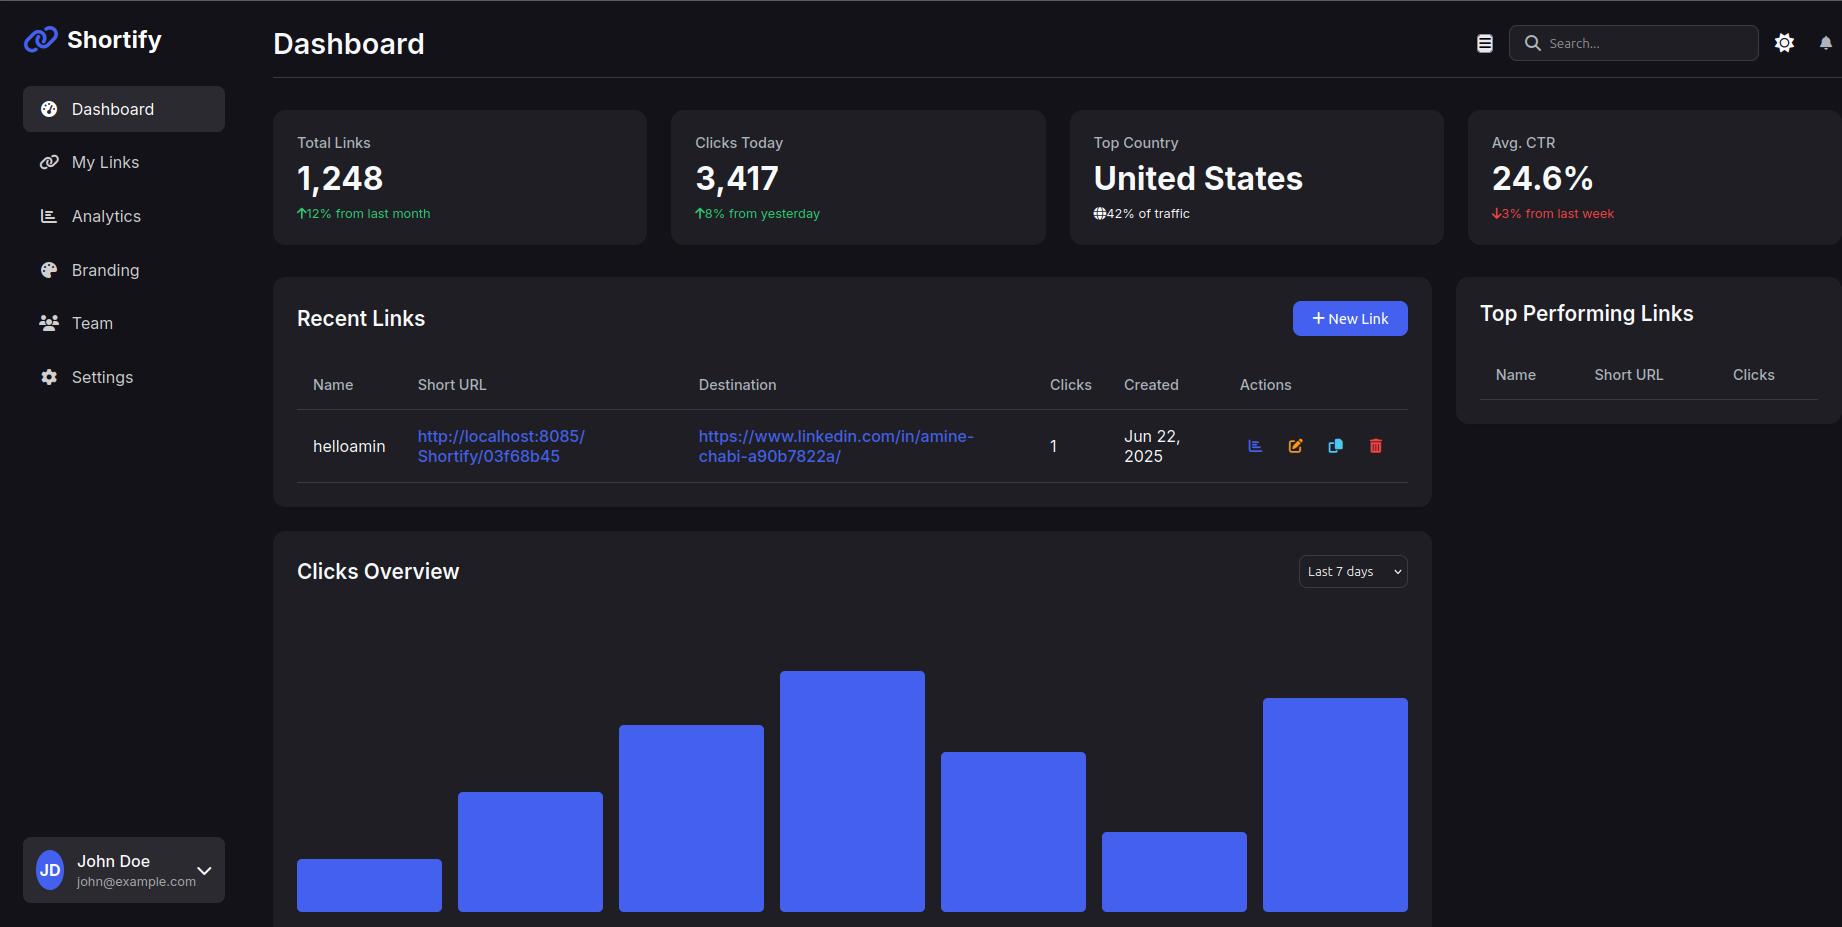 Shortify
Dashboard
My Links
Analytics
Branding
Team
Settings
JD
John Doe
john@example.com
Dashboard
Search...
Total Links
1,248
12% from last month
Clicks Today
3,417
8% from yesterday
Top Country
United States
42% of traffic
Avg. CTR
24.6%
3% from last week
Recent Links
New Link
Name Short URL Destination Clicks Created Actions
helloamin
http://localhost:8085/
Shortify/03f68b45
https://www.linkedin.com/in/amine-
chabi-a90b7822a/
1
Jun 22,
2025
Top Performing Links
Name Short URL Clicks
Clicks Overview
Last 7 days